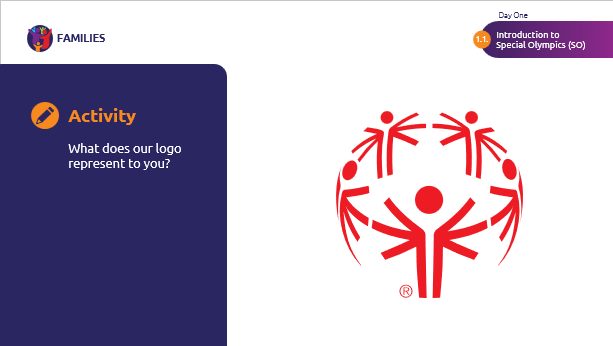 Day One
FAMILIES
1.1.
Introduction to
Special Olympics (SO)
Activity
What does our logo
represent to you?
®